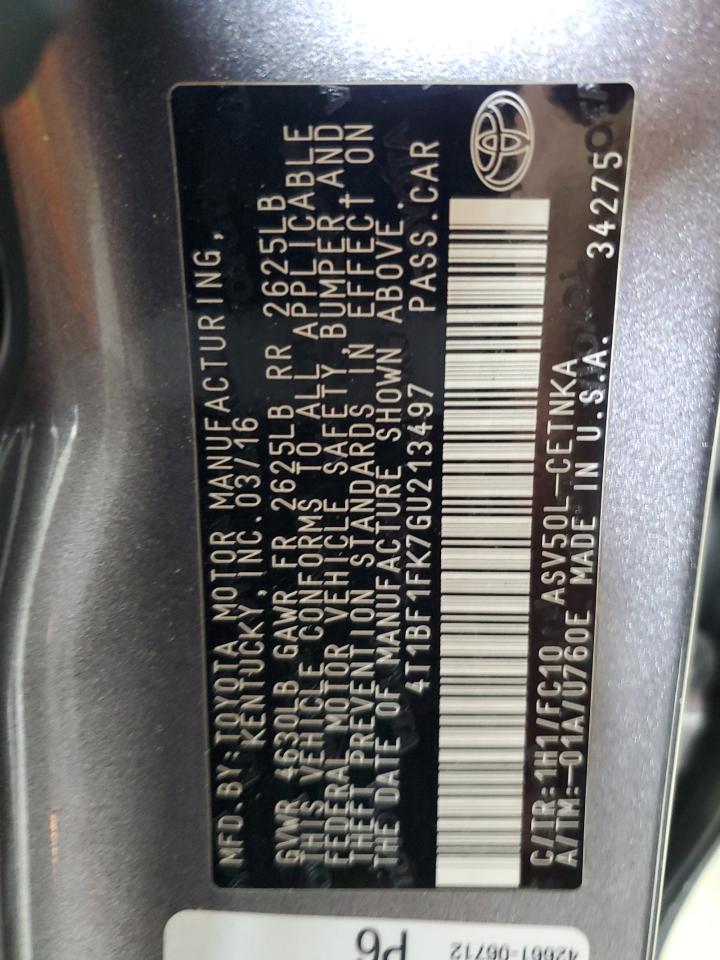 MFD.BY:TOYOTA MOTOR MANUFACTURING,
KENTUCKY,INC.03/16
GVWR 4630LB GAWR FR 2625LB RR 2625LB
THIS VEHICLE CONFORMS TO ALL APPLICABLE
FEDERAL MOTOR VEHICLE SAFETY, BUMPER,AND
THEFT PREVENTION STANDARDS IN EFFECT ON
THE DATE OF MANUFACTURE SHOWN ABOVE.
4T1BF1FK7GU213497 PASS.CAR
C/TR:1H1/FC10 ASV50L-CETNKA
A/TM:-01A/U760E MADE IN U.S.A. 34275
P6
42661-06712